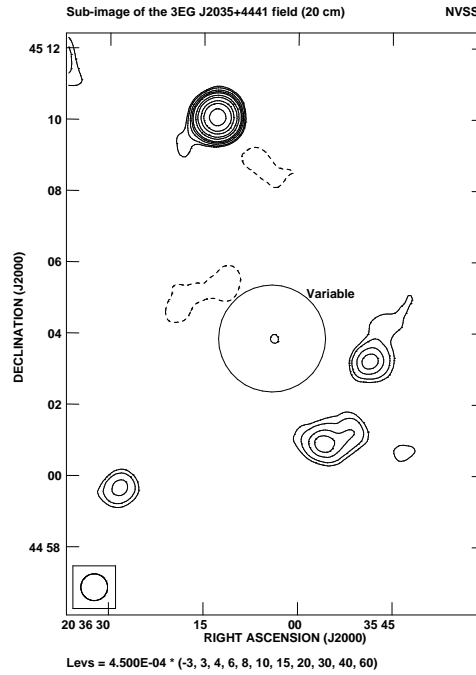 Sub-image of the 3EG J2035+4441 field (20 cm) NVSS
45 12
10
08
06
04
02
00
44 58
DECLINATION (J2000)
Variable
20 36 30 15 00 35 45
RIGHT ASCENSION (J2000)
Levs = 4.500E-04 * (-3, 3, 4, 6, 8, 10, 15, 20, 30, 40, 60)